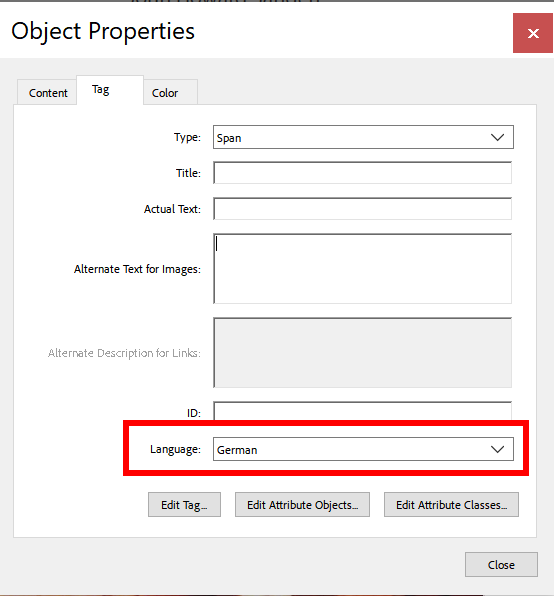 Object Properties
Content Tag Color
Type: Span
Title:
Actual Text:
Alternate Text for Images:
Alternate Description for Links:
ID:
Language: German
Edit Tag... Edit Attribute Objects... Edit Attribute Classes...
Close